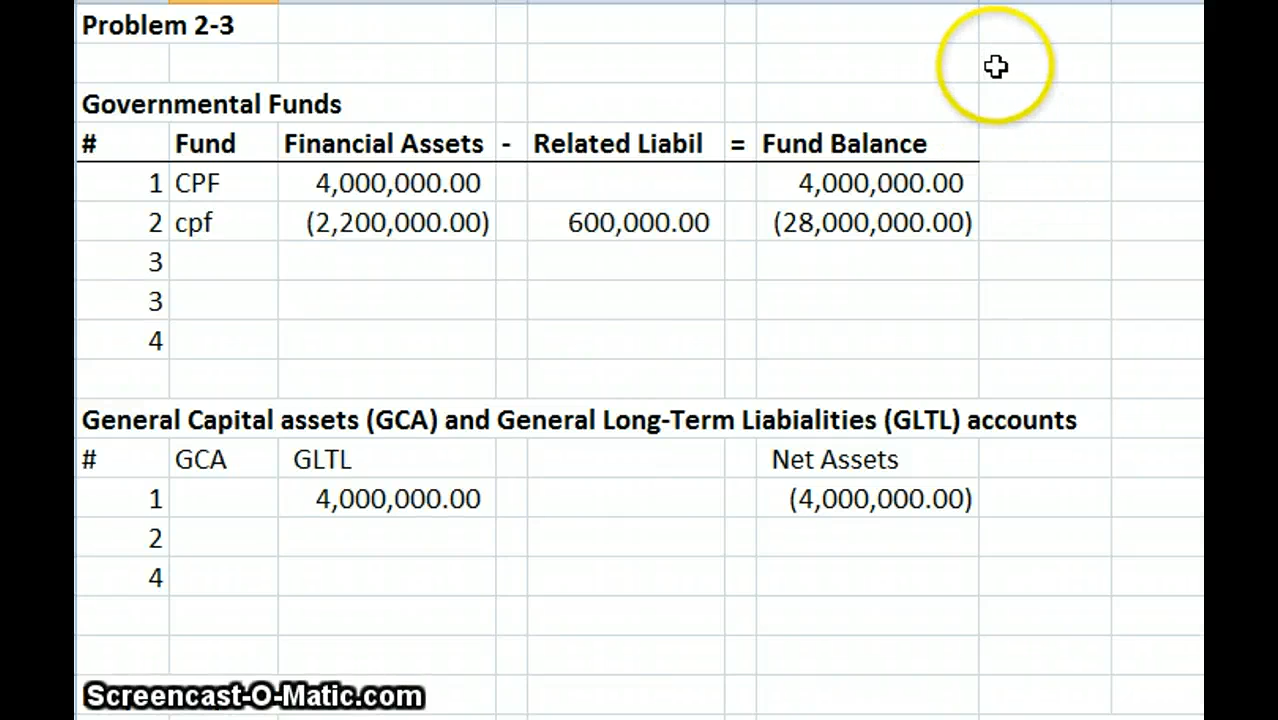 Problem 2-3
Governmental Funds
# Fund Financial Assets - Related Liabil = Fund Balance
1 CPF 4,000,000.00 4,000,000.00
2 cpf (2,200,000.00) 600,000.00 (28,000,000.00)
3
3
4
General Capital assets (GCA) and General Long-Term Liabialities (GLTL) accounts
# GCA GLTL Net Assets
1 4,000,000.00 (4,000,000.00)
2
4
Screencast-O-Matic.com